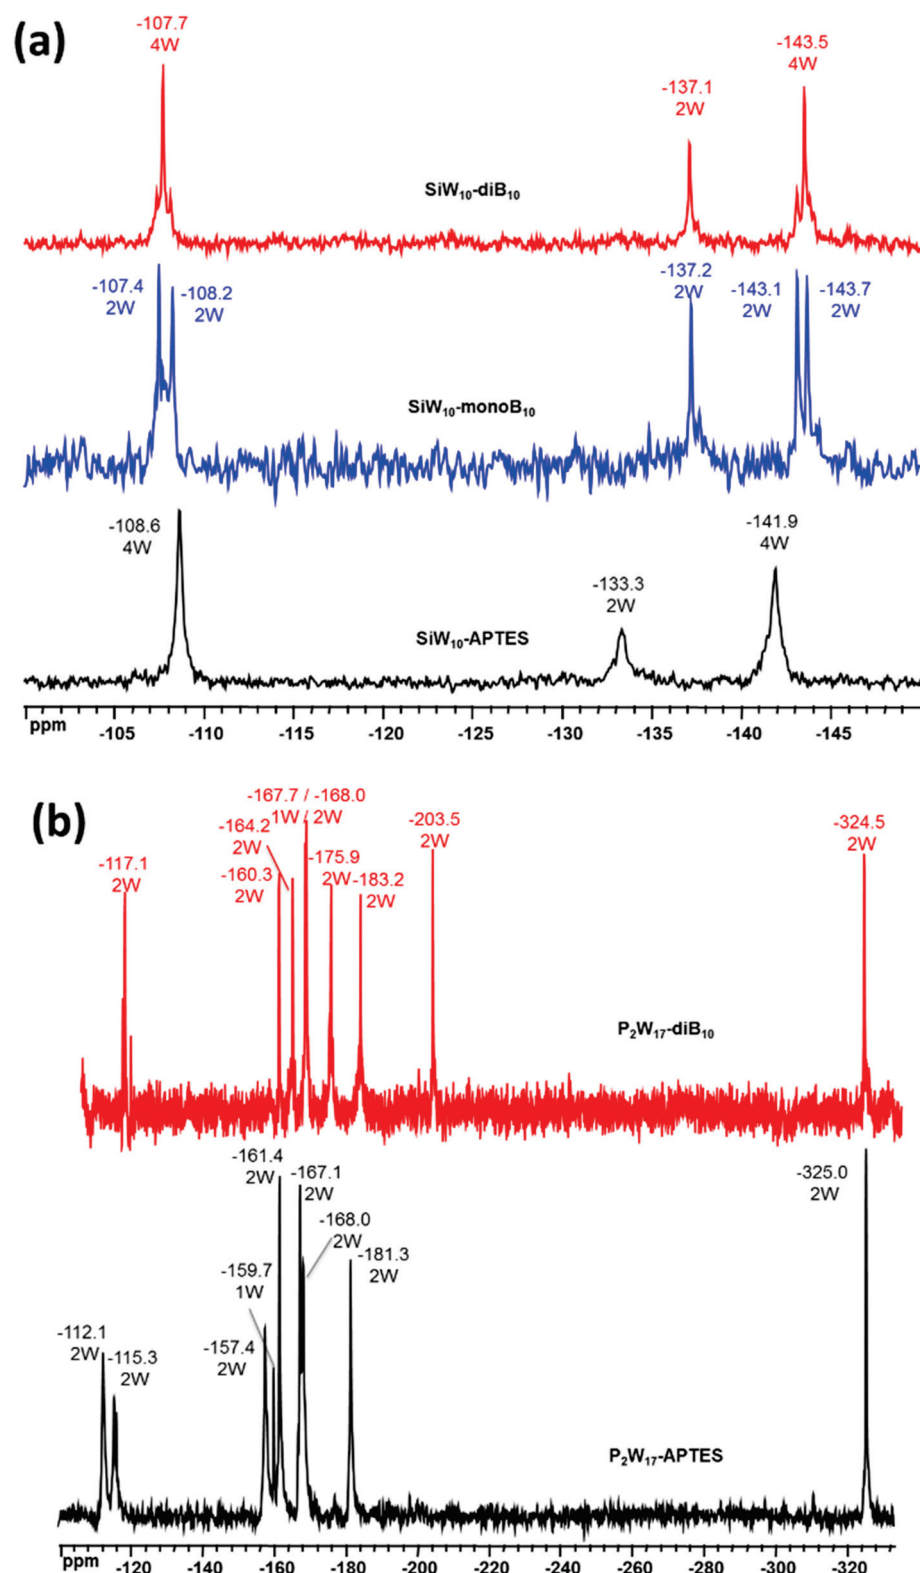 (a)
-107.7
4W
-143.5
4W
-137.1
2W
SiW10-diB10
-107.4
2W
-108.2
2W
-137.2
2W
-143.1
2W
-143.7
2W
SiW10-monoB10
-108.6
4W
-141.9
4W
-133.3
2W
SiW10-APTES
ppm -105 -110 -115 -120 -125 -130 -135 -140 -145
(b)
-167.7 / -168.0
1W / 2W
-164.2
2W
-160.3
2W
-117.1
2W
-175.9
2W
-183.2
2W
-203.5
2W
-324.5
2W
P2W17-diB10
-161.4
2W
-167.1
2W
-168.0
2W
-181.3
2W
-159.7
1W
-157.4
2W
-112.1
2W
-115.3
2W
-325.0
2W
P2W17-APTES
ppm -120 -140 -160 -180 -200 -220 -240 -260 -280 -300 -320